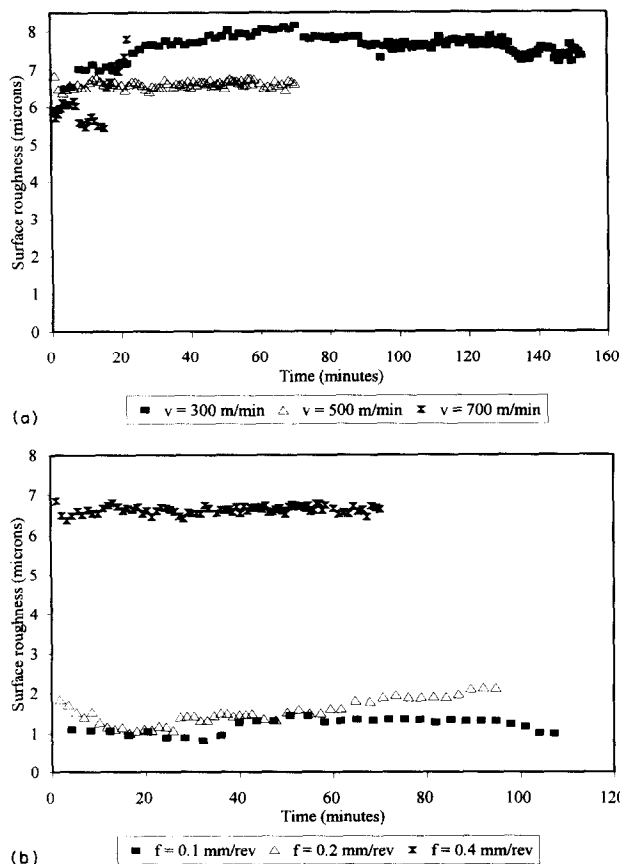 8
7
6
5
4
3
2
1
0
Surface roughness (microns)
0 20 40 60 80 100 120 140 160
Time (minutes)
(a)
v = 300 m/min v = 500 m/min v = 700 m/min
8
7
6
5
4
3
2
1
0
Surface roughness (microns)
0 20 40 60 80 100 120
Time (minutes)
(b)
f = 0.1 mm/rev f = 0.2 mm/rev f = 0.4 mm/rev